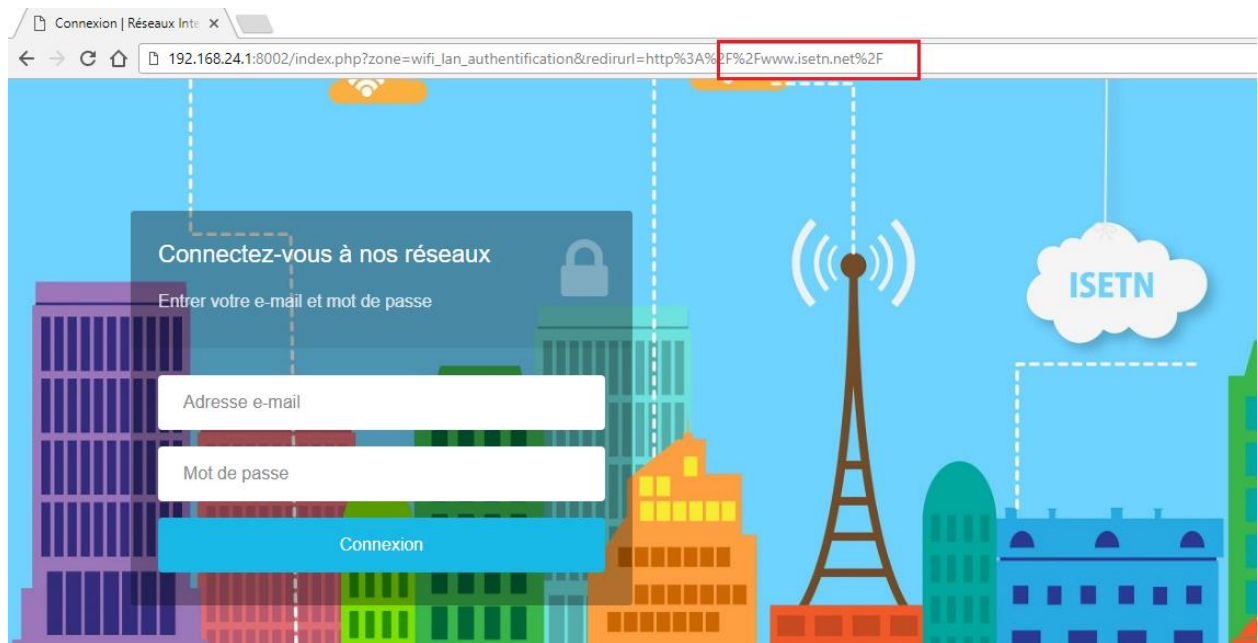 Connexion | Réseaux Inte
192.168.24.1:8002/index.php?zone=wifi_lan_authentification&redirurl=http%3A%2F%2Fwww.isetn.net%2F
Connectez-vous à nos réseaux
Entrer votre e-mail et mot de passe
ISETN
Adresse e-mail
Mot de passe
Connexion